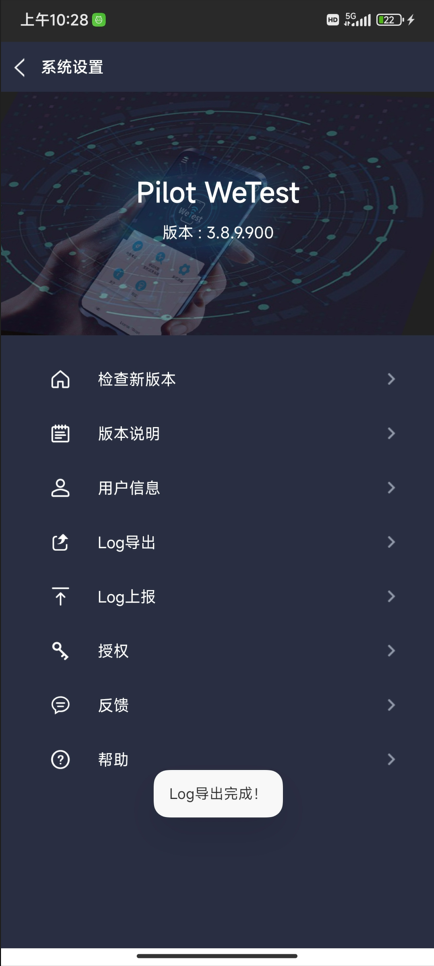 上午10:28
HD 5G 22
系统设置
Pilot WeTest
版本 : 3.8.9.900
检查新版本
版本说明
用户信息
Log导出
Log上报
授权
反馈
帮助
Log导出完成！